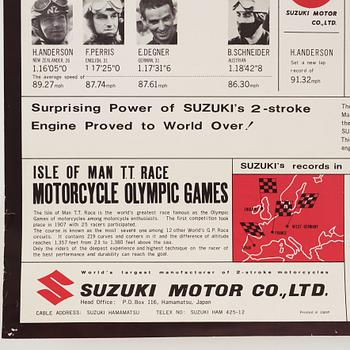 SUZUKI MOTOR
CO.,LTD.
H.ANDERSON F.PERRIS E.DEGNER B.SCHNEIDER
NEW ZEALANDER, 26 ENGLISH, 31 GERMAN, 31 AUSTRIAN
1.16'05"0 1.17'25"0 1.17'31"6 1.18'42"8
The average speed of
89.27mph 87.74mph 87.61mph 86.30mph
H.ANDERSON
Set a new lap
record of
91.32mph
Surprising Power of SUZUKI's 2-stroke
Engine Proved to World Over!
ISLE OF MAN TT RACE
MOTORCYCLE OLYMPIC GAMES
The Isle of Man T.T. Race is the world's greatest race famous as the Olympic
Games of motorcycles among motorcycle enthusiasts. The first competition took
place in 1907 with 25 racers participated.
The course is known as the most severe one among 12 other World's G.P. Race
circuits. It contains 219 curves and corners in it and the difference of altitude reaches
1,357 feet from 23 to 1,380 feet above the sea.
Only the riders of the deepest experience and highest technique on the racer of
the best performance and durability can reach the goal.
SUZUKI's records in
FRANCE
WEST GERMANY
World's largest manufacturer of 2-stroke motorcycles
SUZUKI MOTOR CO.,LTD.
Head Office: P.O.Box 116, Hamamatsu, Japan
CABLE ADDRESS: SUZUKI HAMAMATSU TELEX NO: SUZUKI HAM 425-12
Printed in JAPAN